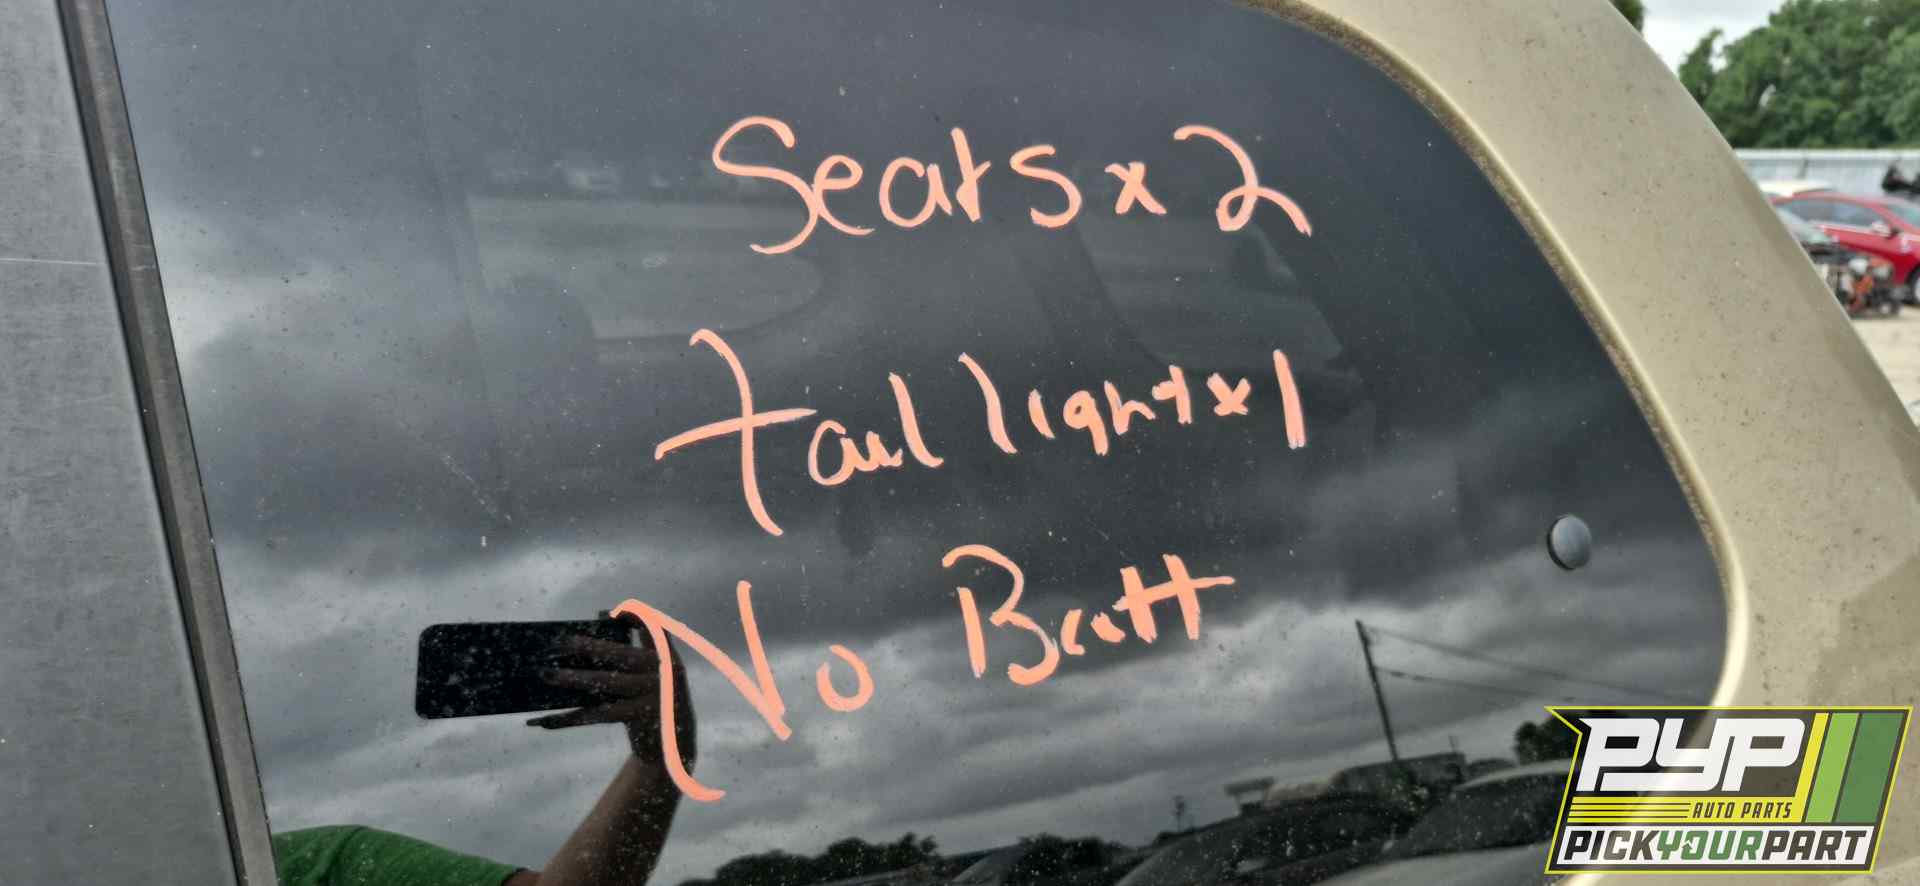 Seats x 2
tail light x 1
No Batt
PYP
AUTO PARTS
PICKYOURPART